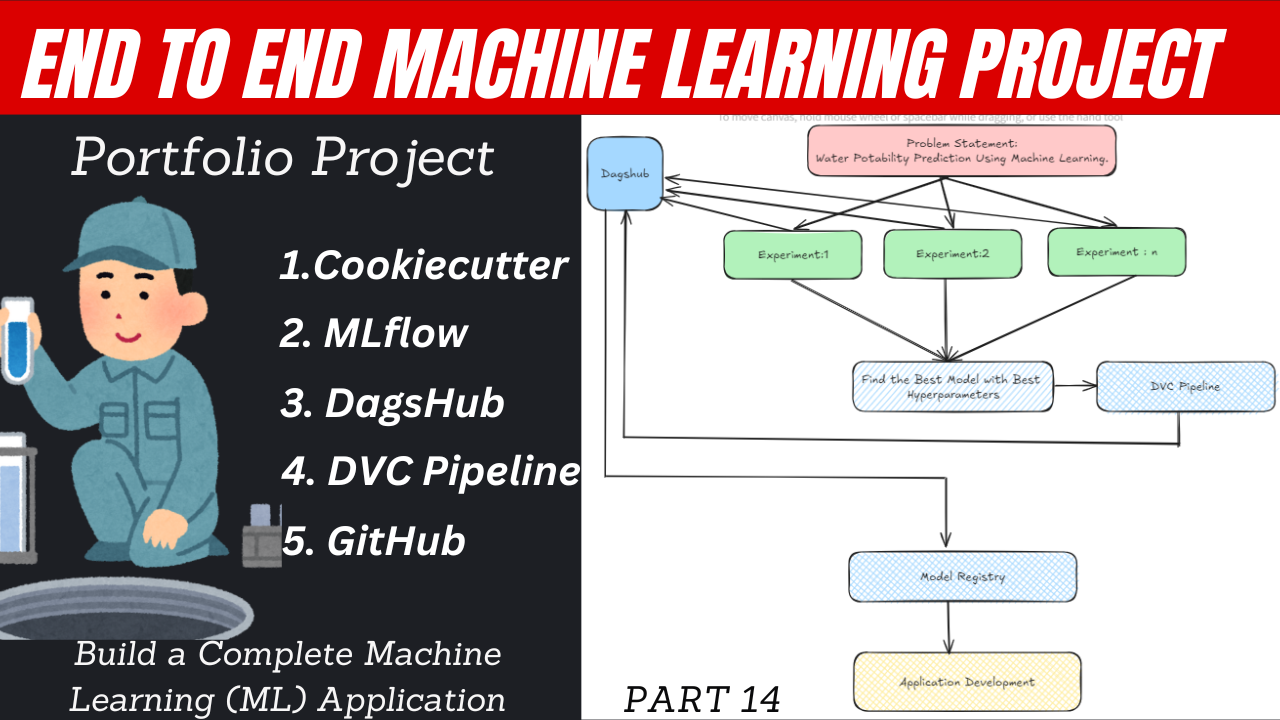 END TO END MACHINE LEARNING PROJECT
Portfolio Project
1.Cookiecutter
2. MLflow
3. DagsHub
4. DVC Pipeline
5. GitHub
Build a Complete Machine
Learning (ML) Application
To move canvas, hold mouse wheel or spacebar while dragging, or use the hand tool
Problem Statement:
Water Potability Prediction Using Machine Learning.
Dagshub
Experiment:1
Experiment:2
Experiment : n
Find the Best Model with Best
Hyperparameters
DVC Pipeline
Model Registry
Application Development
PART 14